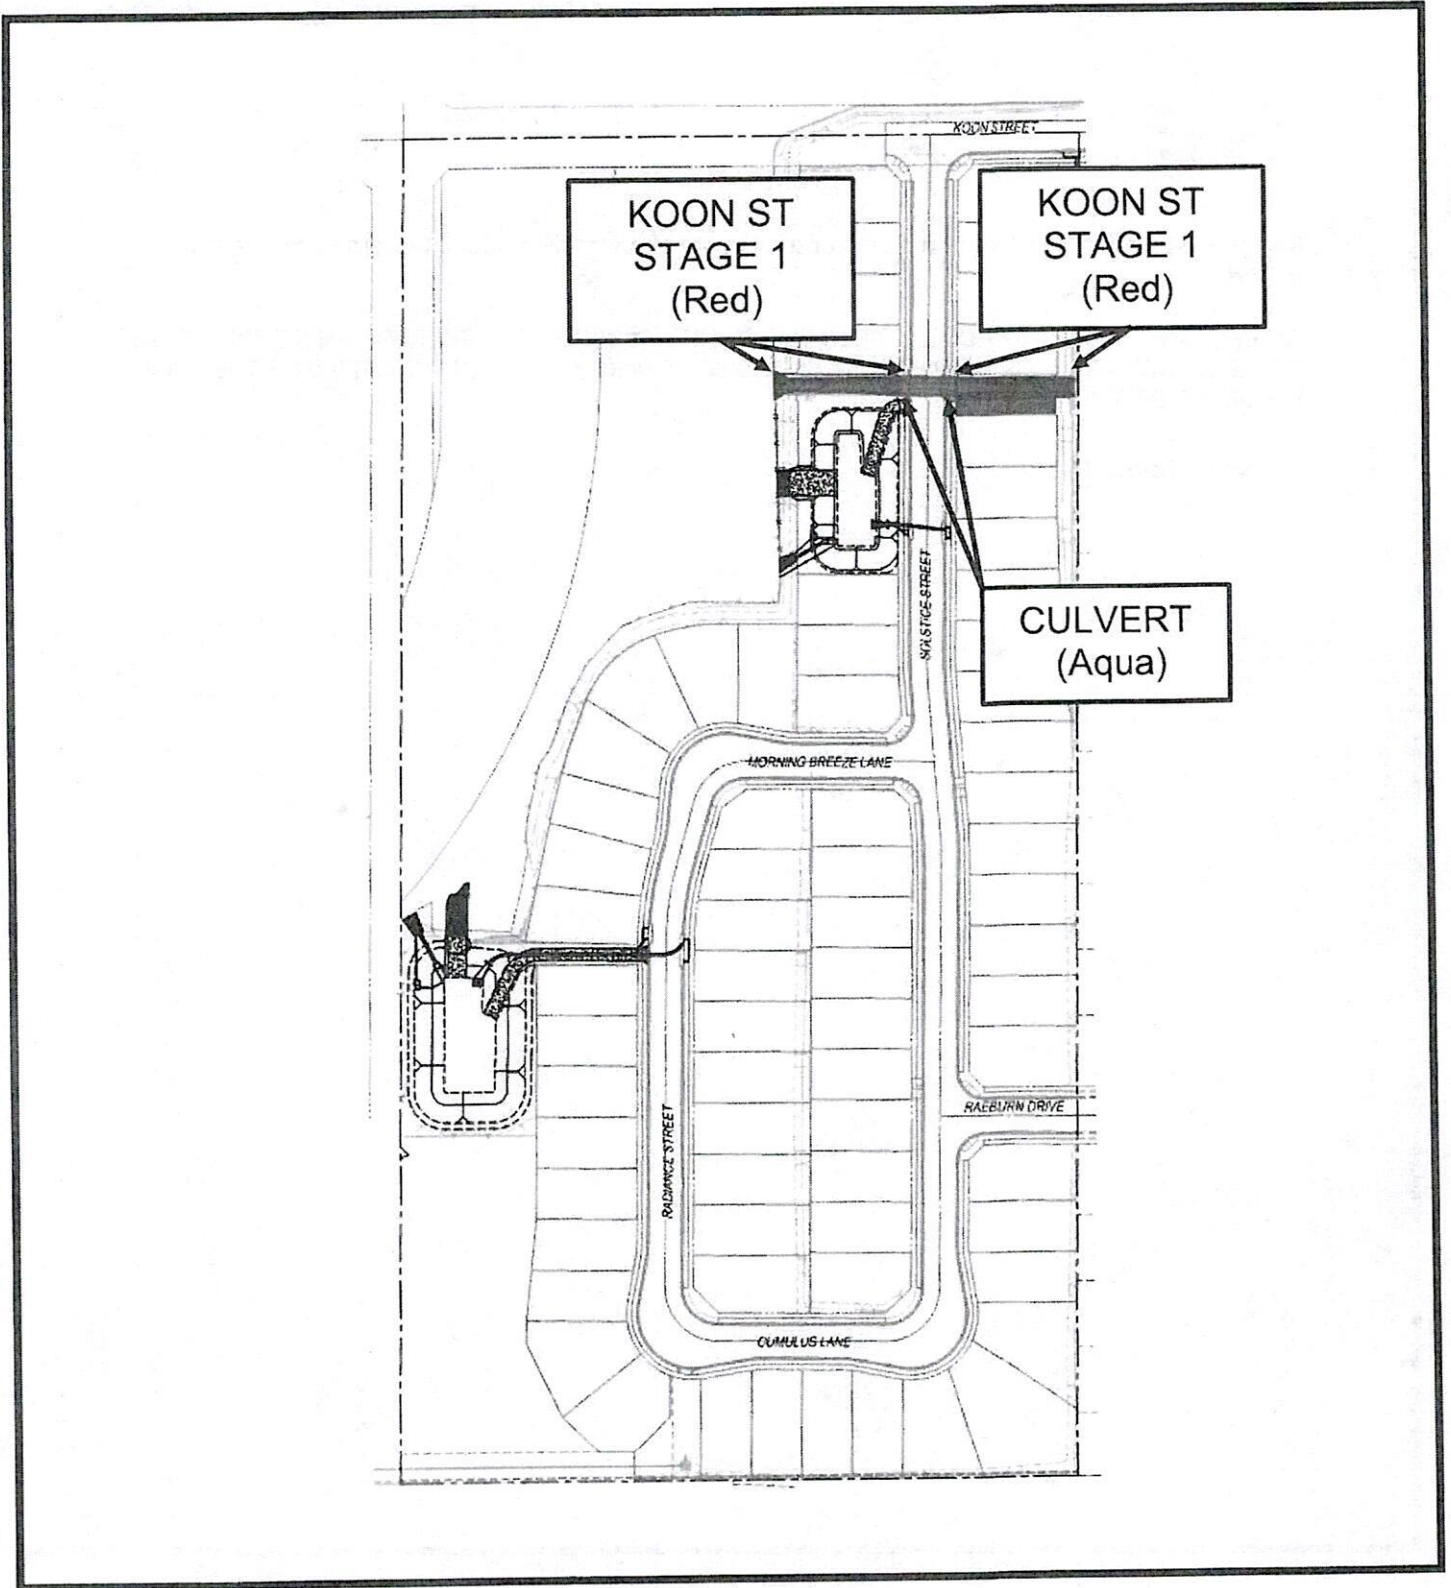 KOON STREET
KOON ST
STAGE 1
(Red)
KOON ST
STAGE 1
(Red)
SOLSTICE STREET
CULVERT
(Aqua)
MORNING BREEZE LANE
RAEBURN DRIVE
RADIANCE STREET
CUMULUS LANE